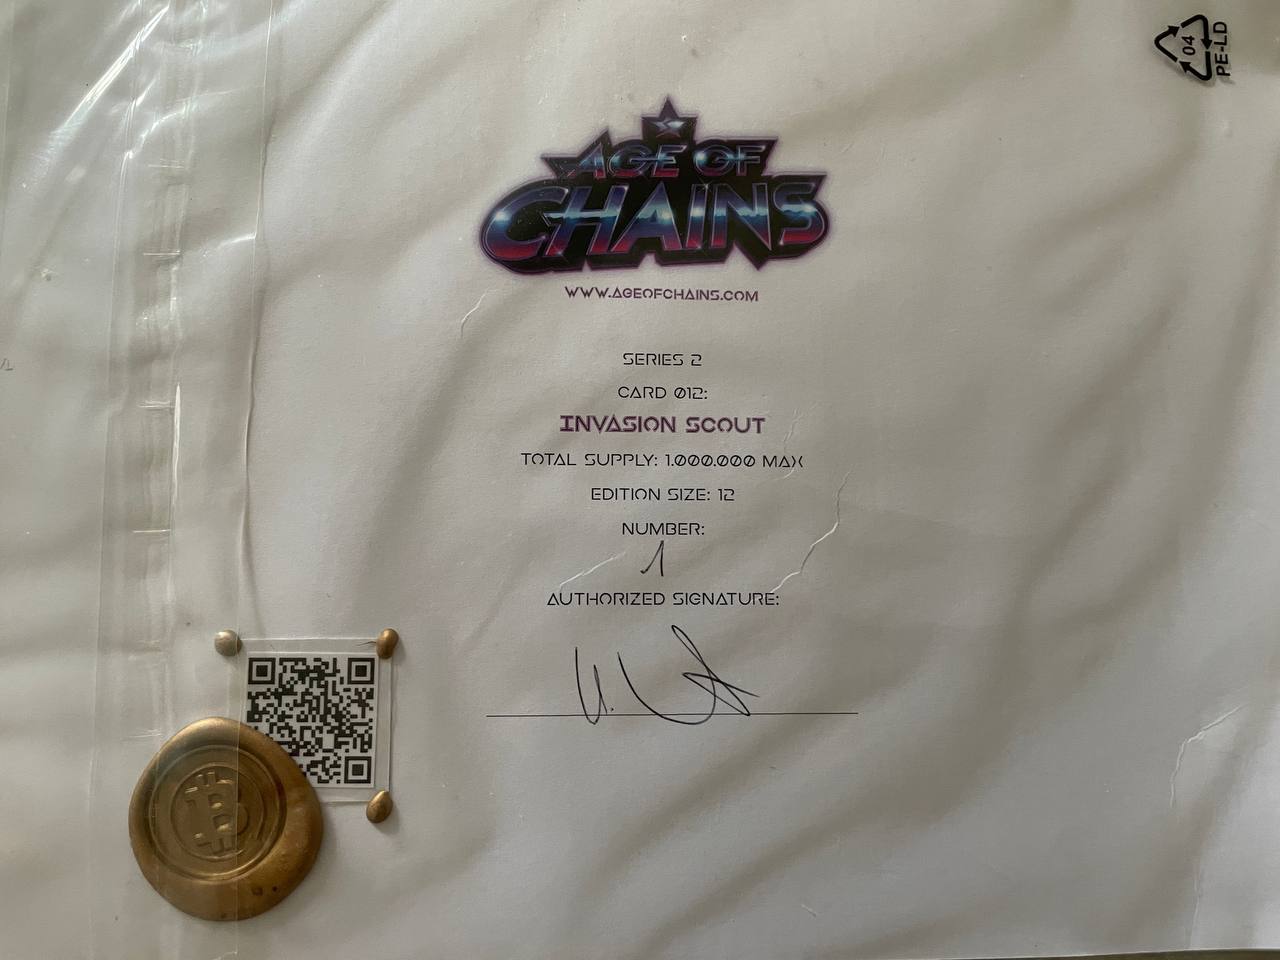 AGE OF
CHAINS
WWW.AGEOFCHAINS.COM
SERIES 2
CARD 012:
INVASION SCOUT
TOTAL SUPPLY: 1.000.000 MAX
EDITION SIZE: 12
NUMBER:
1
AUTHORIZED SIGNATURE:
04
PE-LD
B